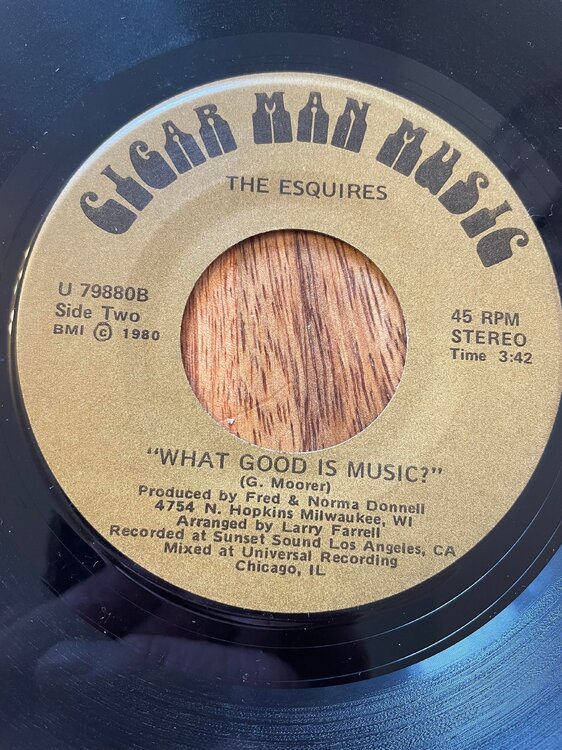 CIGAR MAN MUSIC
THE ESQUIRES
U 79880B
Side Two
BMI © 1980
45 RPM
STEREO
Time 3:42
"WHAT GOOD IS MUSIC?"
(G. Moorer)
Produced by Fred & Norma Donnell
4754 N. Hopkins Milwaukee, WI
Arranged by Larry Farrell
Recorded at Sunset Sound Los Angeles, CA
Mixed at Universal Recording
Chicago, IL